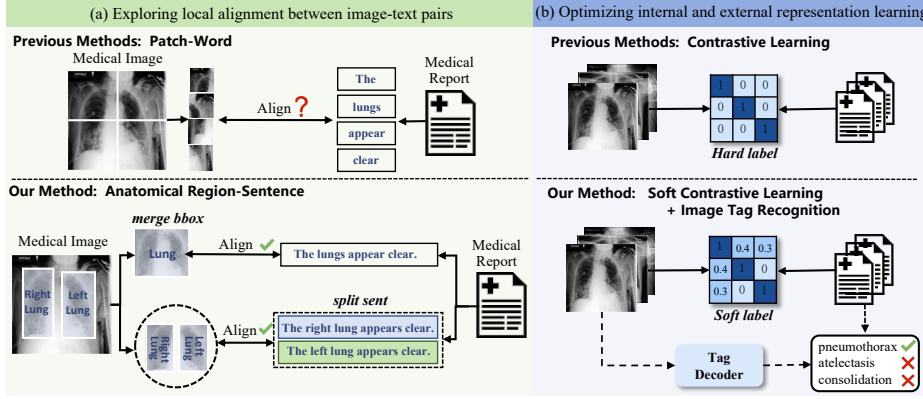 (a) Exploring local alignment between image-text pairs
Previous Methods: Patch-Word
Medical Image
Align ?
The
lungs
appear
clear
Medical
Report
Our Method: Anatomical Region-Sentence
Medical Image
Right
Lung
Left
Lung
merge bbox
Lung
Align
The lungs appear clear.
Right
Lung
Left
Lung
Align
split sent
The right lung appears clear.
The left lung appears clear.
Medical
Report
(b) Optimizing internal and external representation learning
Previous Methods: Contrastive Learning
1 0 0
0 1 0
0 0 1
Hard label
Our Method: Soft Contrastive Learning
+ Image Tag Recognition
1 0.4 0.3
0.4 1 0
0.3 0 1
Soft label
Tag
Decoder
pneumothorax
atelectasis
consolidation